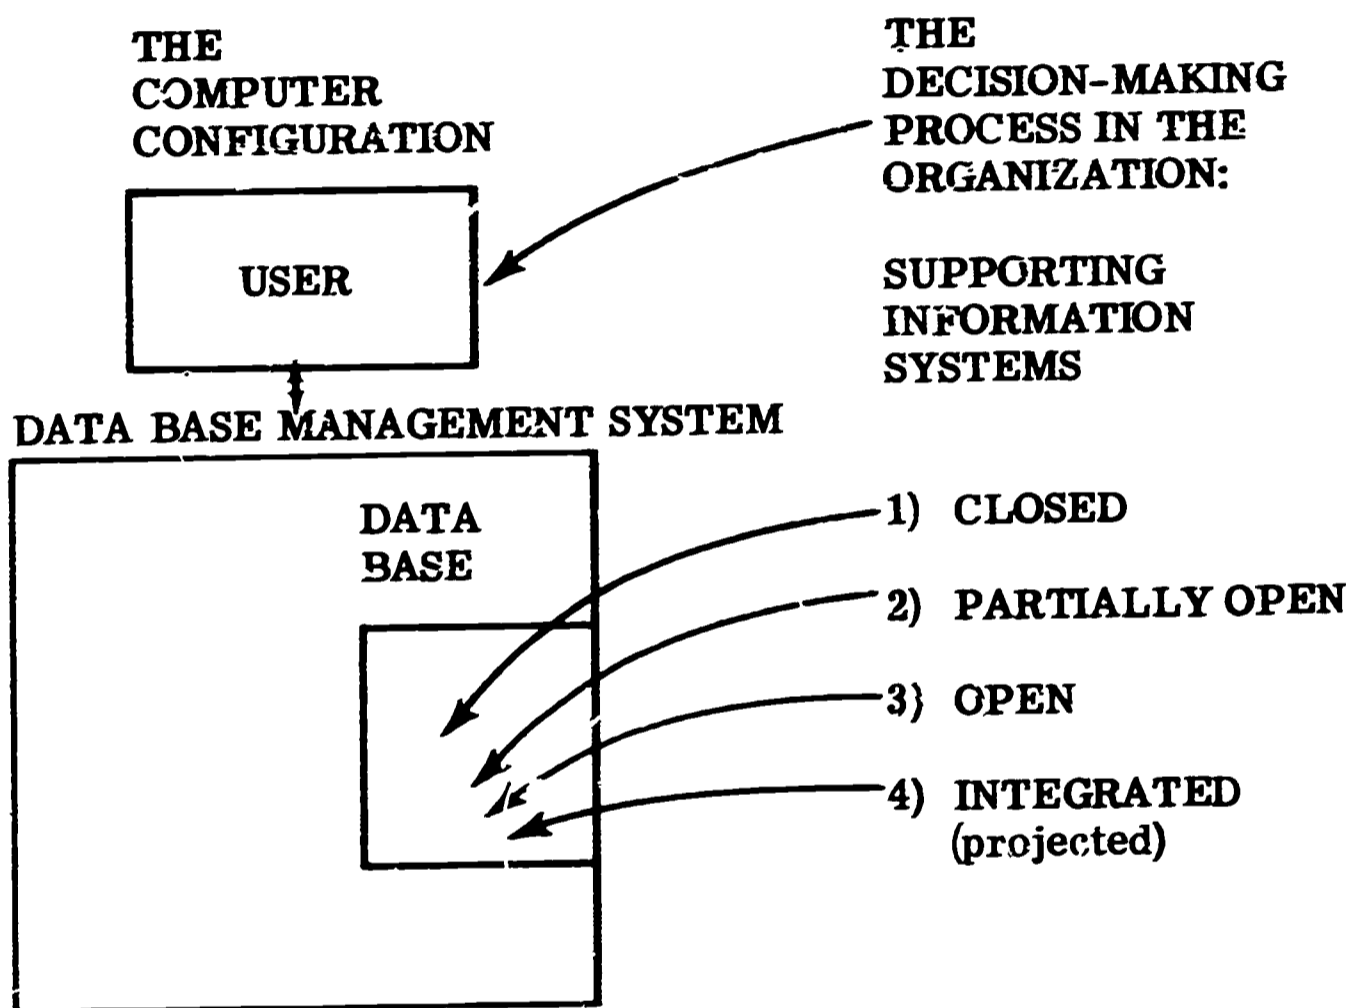 THE
COMPUTER
CONFIGURATION
USER
DATA BASE MANAGEMENT SYSTEM
DATA
BASE
THE
DECISION-MAKING
PROCESS IN THE
ORGANIZATION:
SUPPORTING
INFORMATION
SYSTEMS
1) CLOSED
2) PARTIALLY OPEN
3) OPEN
4) INTEGRATED
(projected)